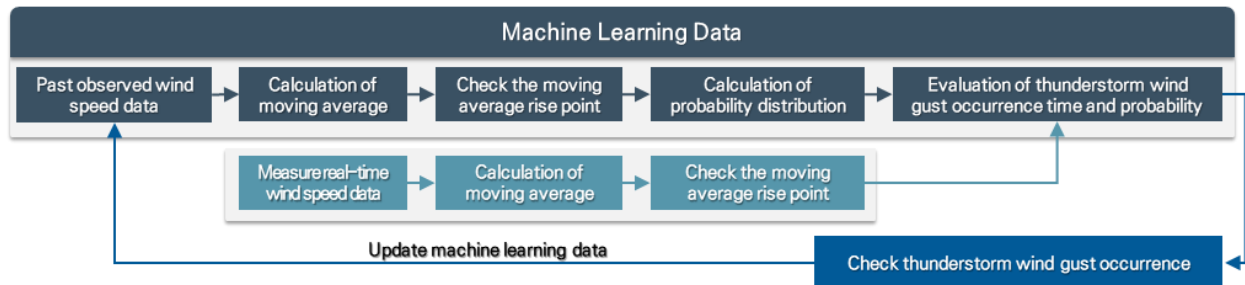 Machine Learning Data
Past observed wind
speed data
Calculation of
moving average
Check the moving
average rise point
Calculation of
probability distribution
Evaluation of thunderstorm wind
gust occurrence time and probability
Measure real-time
wind speed data
Calculation of
moving average
Check the moving
average rise point
Update machine learning data
Check thunderstorm wind gust occurrence